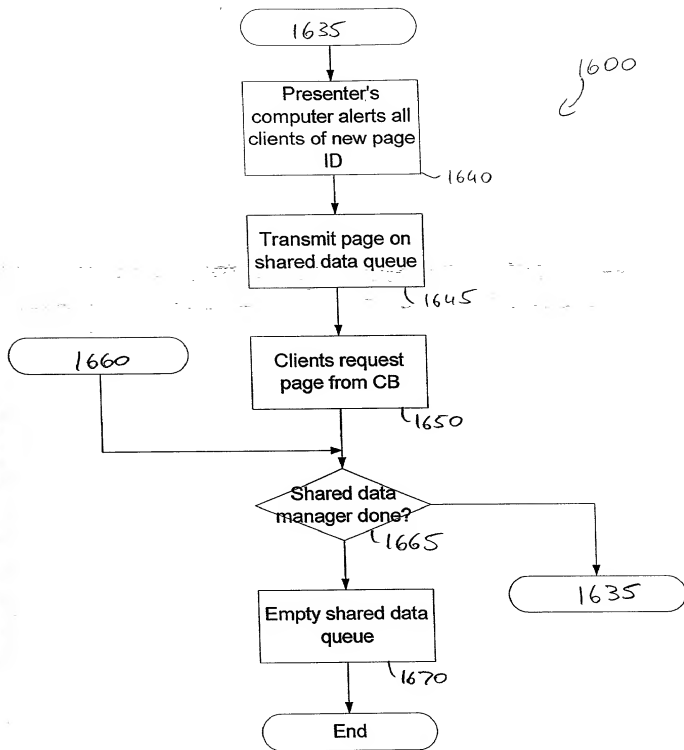 1635
1600
Presenter's
computer alerts all
clients of new page
ID
1640
Transmit page on
shared data queue
1645
1660
Clients request
page from CB
1650
Shared data
manager done?
1665
1635
Empty shared data
queue
1670
End